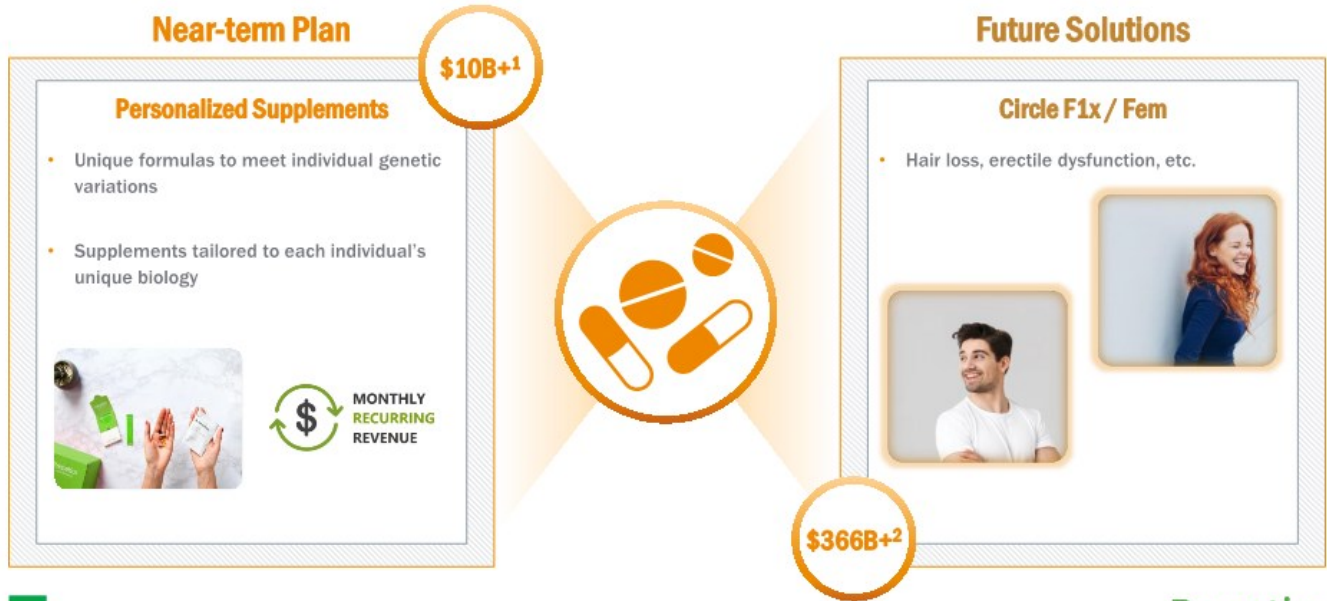 Near-term Plan
$10B+1
Personalized Supplements
• Unique formulas to meet individual genetic
variations
• Supplements tailored to each individual's
unique biology
$
MONTHLY
RECURRING
REVENUE
Future Solutions
Circle F1x / Fem
• Hair loss, erectile dysfunction, etc.
$366B+2